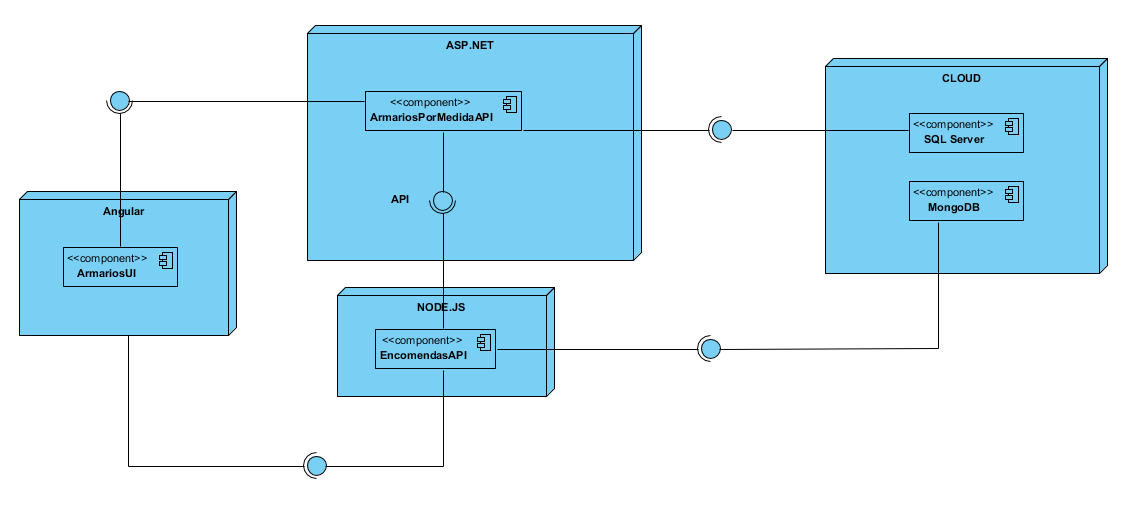 ASP.NET
<<component>>
ArmariosPorMedidaAPI
API
CLOUD
<<component>>
SQL Server
<<component>>
MongoDB
Angular
<<component>>
ArmariosUI
NODE.JS
<<component>>
EncomendasAPI